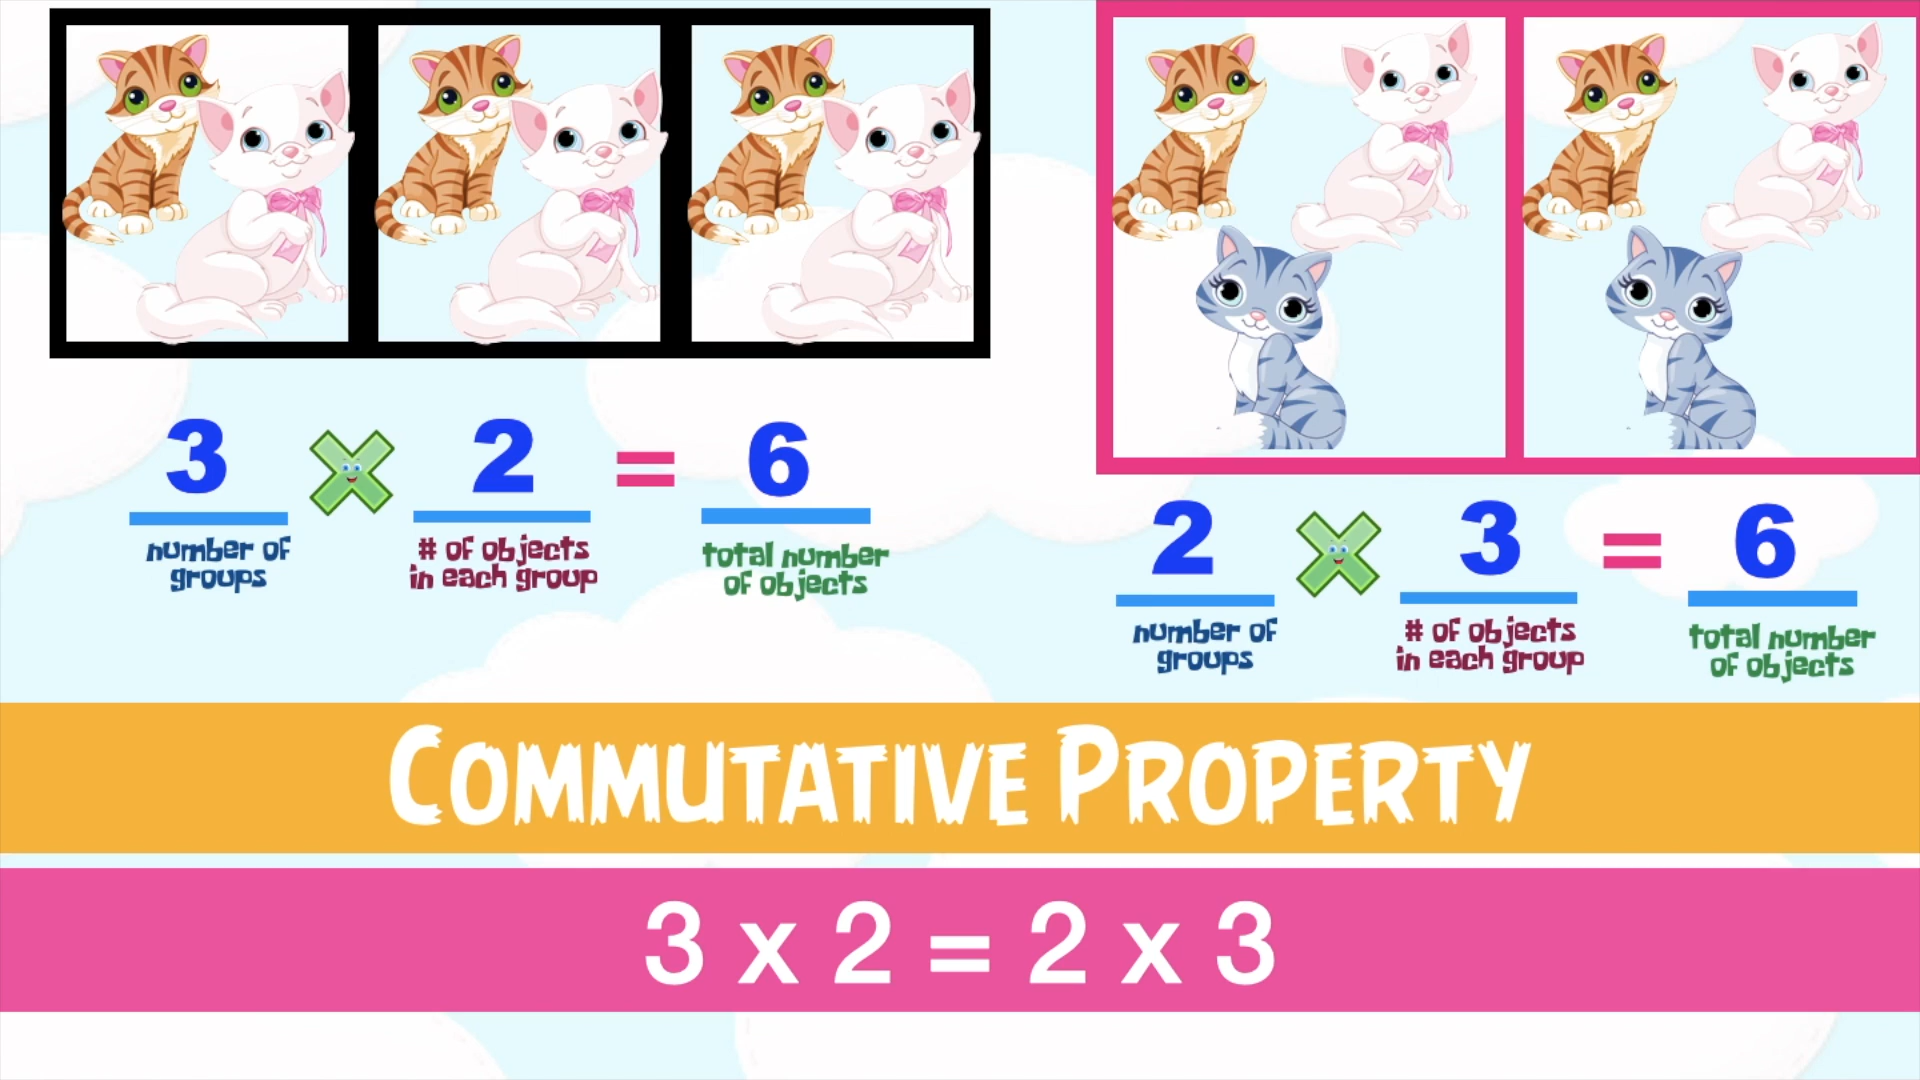 3 x 2 = 6
number of
groups
# of objects
in each group
total number
of objects
2 x 3 = 6
number of
groups
# of objects
in each group
total number
of objects
Commutative Property
3 x 2 = 2 x 3